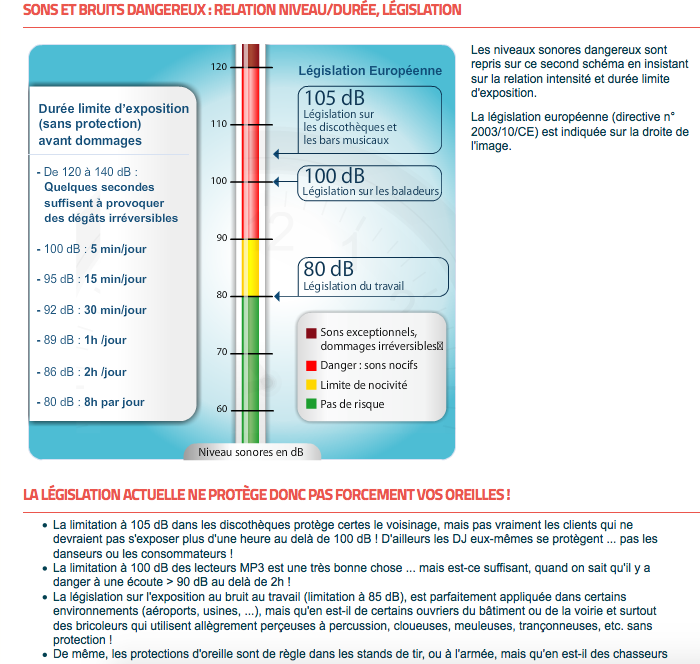 SONS ET BRUITS DANGEREUX : RELATION NIVEAU/DURÉE, LÉGISLATION
Durée limite d'exposition
(sans protection)
avant dommages
- De 120 à 140 dB :
Quelques secondes
suffisent à provoquer
des dégâts irréversibles
- 100 dB : 5 min/jour
- 95 dB : 15 min/jour
- 92 dB : 30 min/jour
- 89 dB : 1h /jour
- 86 dB : 2h /jour
- 80 dB : 8h par jour
120
110
100
90
80
70
60
Niveau sonores en dB
Législation Européenne
105 dB
Législation sur
les discothèques et
les bars musicaux
100 dB
Législation sur les baladeurs
80 dB
Législation du travail
Sons exceptionnels,
dommages irréversibles
Danger : sons nocifs
Limite de nocivité
Pas de risque
Les niveaux sonores dangereux sont
repris sur ce second schéma en insistant
sur la relation intensité et durée limite
d'exposition.
La législation européenne (directive n°
2003/10/CE) est indiquée sur la droite de
l'image.
LA LÉGISLATION ACTUELLE NE PROTÈGE DONC PAS FORCEMENT VOS OREILLES !
• La limitation à 105 dB dans les discothèques protège certes le voisinage, mais pas vraiment les clients qui ne
devraient pas s'exposer plus d'une heure au delà de 100 dB ! D'ailleurs les DJ eux-mêmes se protègent ... pas les
danseurs ou les consommateurs !
• La limitation à 100 dB des lecteurs MP3 est une très bonne chose ... mais est-ce suffisant, quand on sait qu'il y a
danger à une écoute > 90 dB au delà de 2h !
• La législation sur l'exposition au bruit au travail (limitation à 85 dB), est parfaitement appliquée dans certains
environnements (aéroports, usines, ...), mais qu'en est-il de certains ouvriers du bâtiment ou de la voirie et surtout
des bricoleurs qui utilisent allègrement perçeuses à percussion, cloueuses, meuleuses, trançonneuses, etc. sans
protection !
• De même, les protections d'oreille sont de règle dans les stands de tir, ou à l'armée, mais qu'en est-il des chasseurs